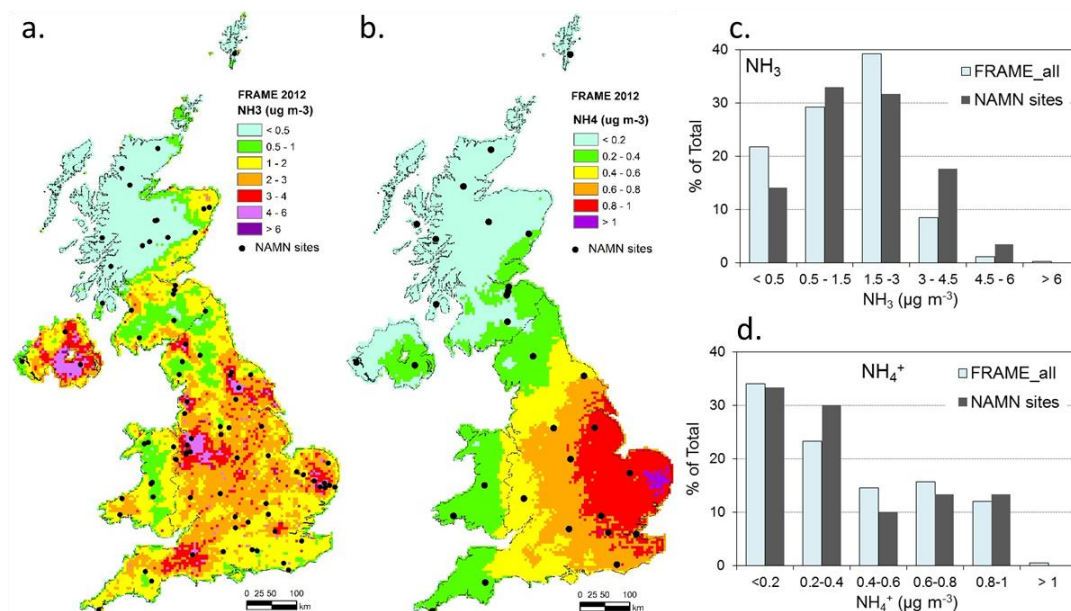 a.
FRAME 2012
NH3 (ug m-3)
< 0.5
0.5 - 1
1 - 2
2 - 3
3 - 4
4 - 6
> 6
NAMN sites
0 25 50 100
km
b.
FRAME 2012
NH4 (ug m-3)
< 0.2
0.2 - 0.4
0.4 - 0.6
0.6 - 0.8
0.8 - 1
> 1
NAMN sites
0 25 50 100
km
c.
NH₃
FRAME_all
NAMN sites
% of Total
40
30
20
10
0
< 0.5 0.5 - 1.5 1.5 -3 3 - 4.5 4.5 - 6 > 6
NH₃ (µg m⁻³)
d.
NH₄⁺
FRAME_all
NAMN sites
% of Total
40
30
20
10
0
<0.2 0.2-0.4 0.4-0.6 0.6-0.8 0.8-1 > 1
NH₄⁺ (µg m⁻³)